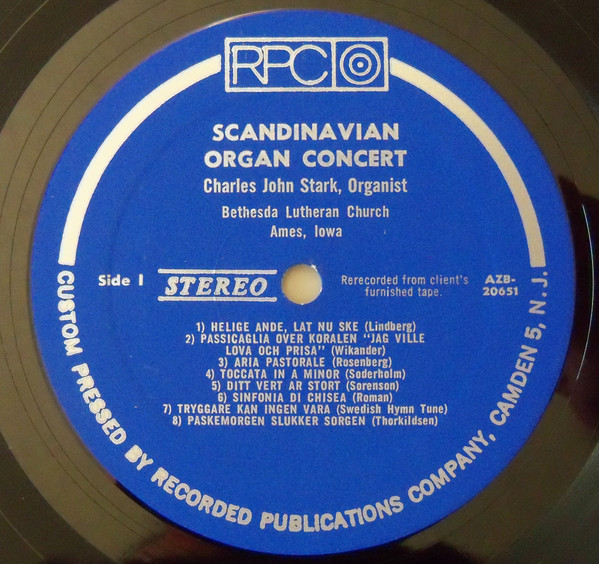 RPC
SCANDINAVIAN
ORGAN CONCERT
Charles John Stark, Organist
Bethesda Lutheran Church
Ames, Iowa
Side 1
STEREO
Rerecorded from client's
furnished tape.
AZB-
20651
1) HELIGE ANDE, LAT NU SKE (Lindberg)
2) PASSICAGLIA OVER KORALEN "JAG VILLE
LOVA OCH PRISA" (Wikander)
3) ARIA PASTORALE (Rosenberg)
4) TOCCATA IN A MINOR (Soderholm)
5) DITT VERT AR STORT (Sorenson)
6) SINFONIA DI CHISEA (Roman)
7) TRYGGARE KAN INGEN VARA (Swedish Hymn Tune)
8) PASKEMORGEN SLUKKER SORGEN (Thorkildsen)
CUSTOM PRESSED BY RECORDED PUBLICATIONS COMPANY, CAMDEN 5, N.J.